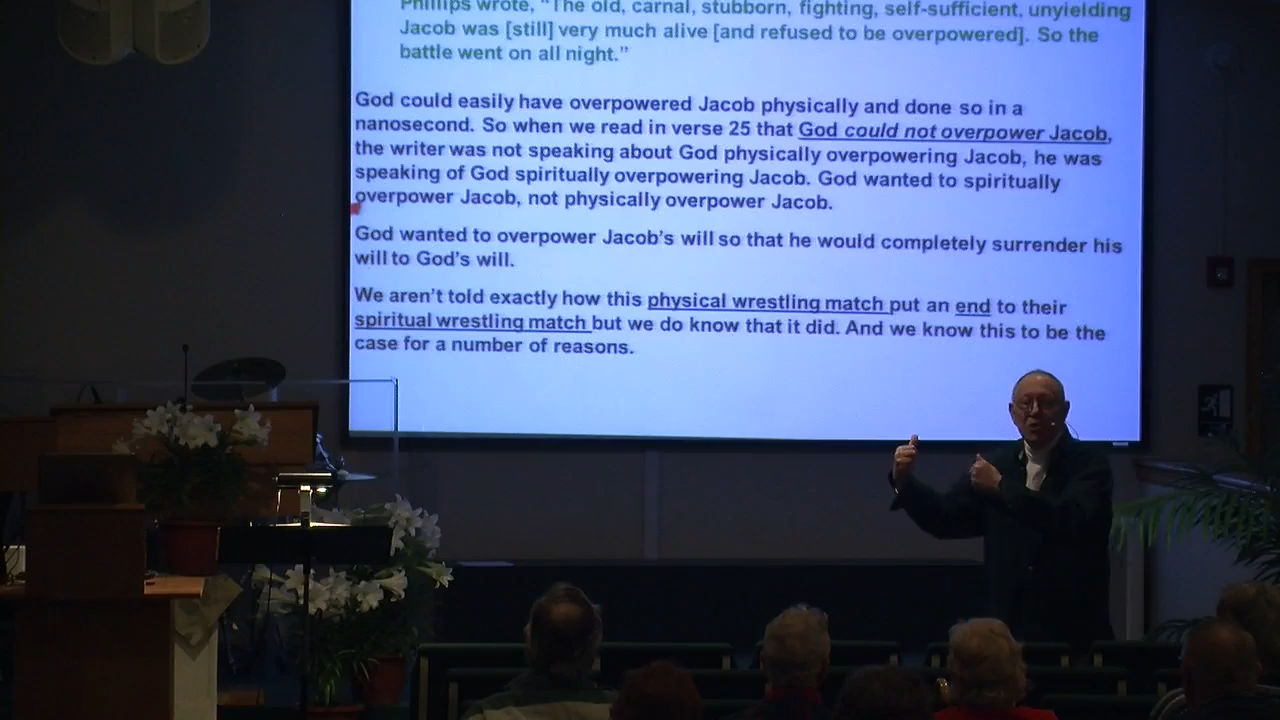 Phillips wrote, "The old, carnal, stubborn, fighting, self-sufficient, unyielding
Jacob was [still] very much alive [and refused to be overpowered]. So the
battle went on all night."
God could easily have overpowered Jacob physically and done so in a
nanosecond. So when we read in verse 25 that God could not overpower Jacob,
the writer was not speaking about God physically overpowering Jacob, he was
speaking of God spiritually overpowering Jacob. God wanted to spiritually
overpower Jacob, not physically overpower Jacob.
God wanted to overpower Jacob's will so that he would completely surrender his
will to God's will.
We aren't told exactly how this physical wrestling match put an end to their
spiritual wrestling match but we do know that it did. And we know this to be the
case for a number of reasons.